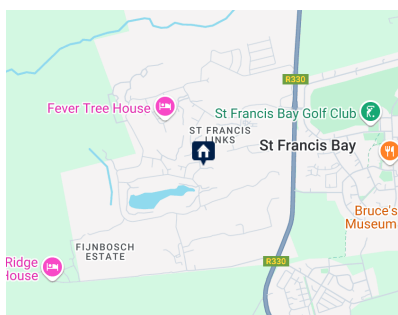 R330
Fever Tree House
St Francis Bay Golf Club
ST FRANCIS
LINKS
St Francis Bay
Bruce's
Museum
FIJNBOSCH
ESTATE
Ridge
House
R330